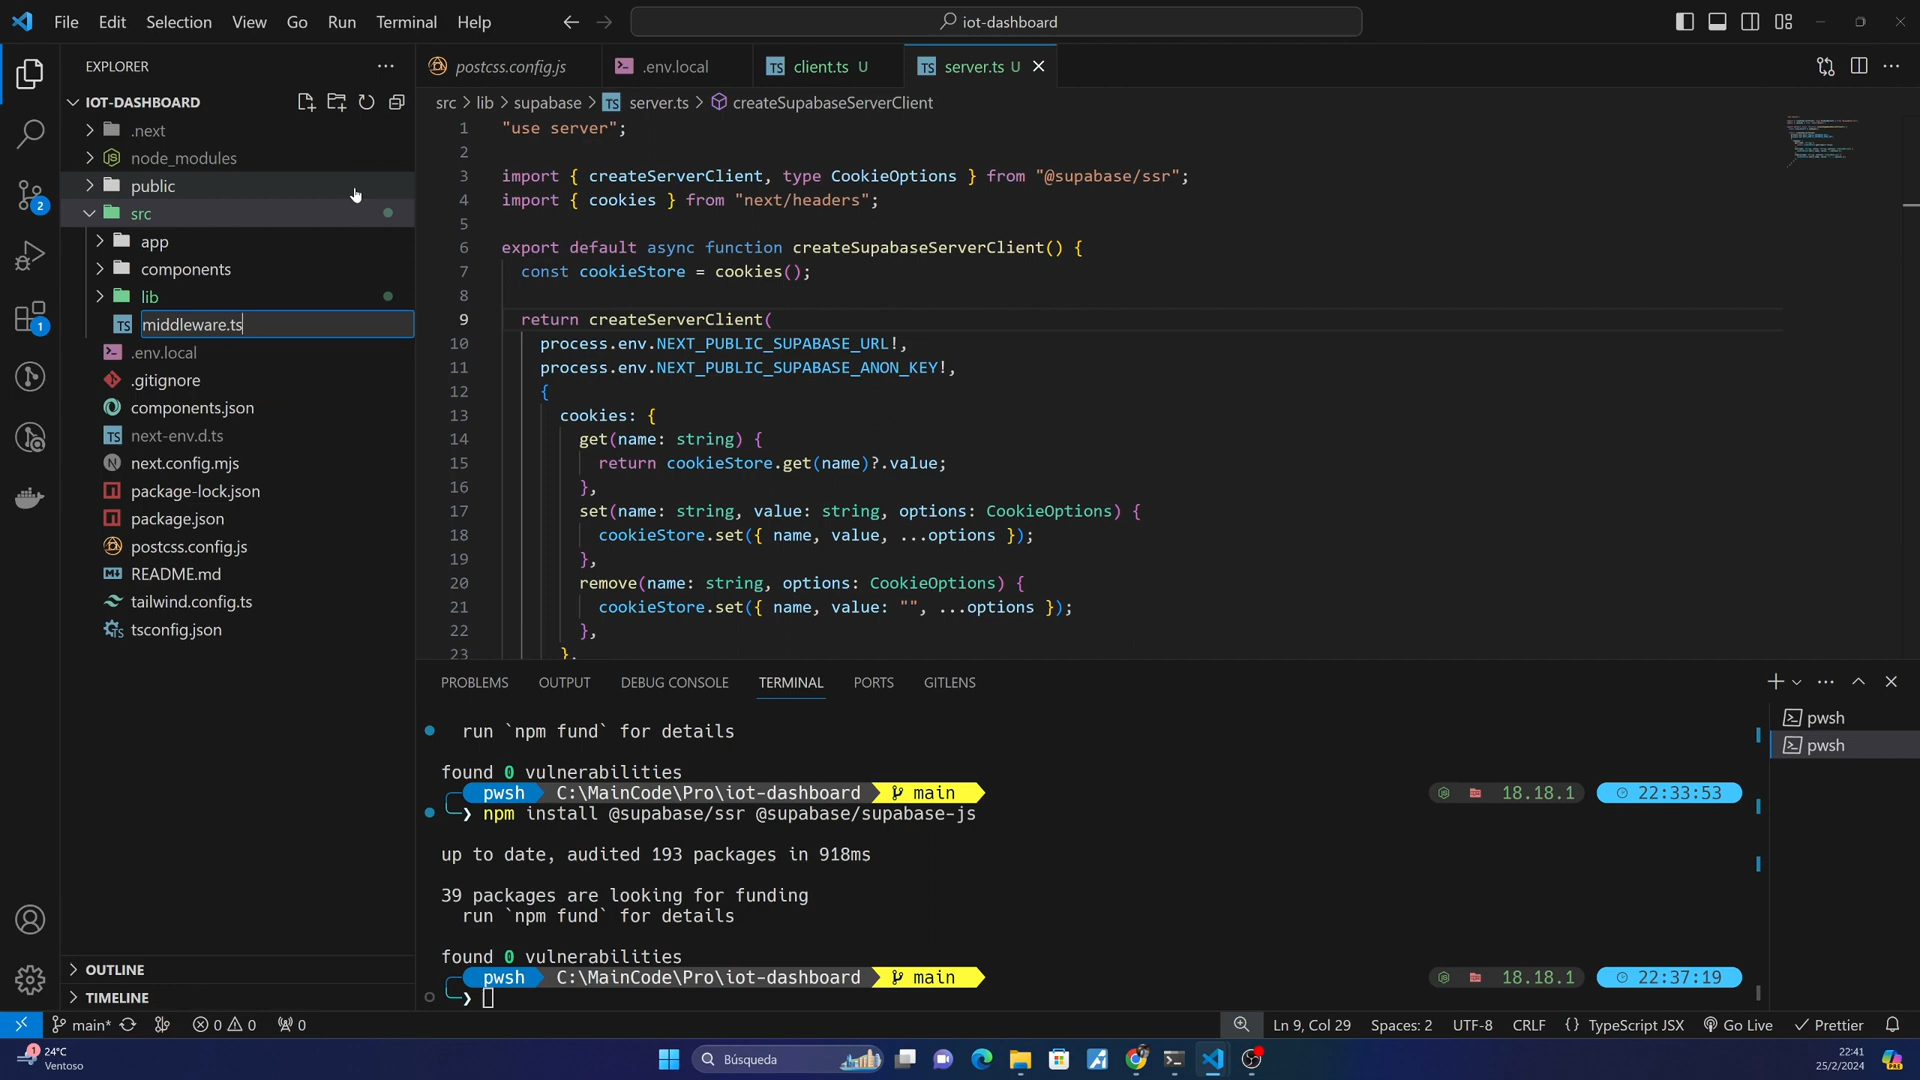 File Edit Selection View Go Run Terminal Help
iot-dashboard
EXPLORER
IOT-DASHBOARD
.next
node_modules
public
src
app
components
lib
middleware.ts
.env.local
.gitignore
components.json
next-env.d.ts
next.config.mjs
package-lock.json
package.json
postcss.config.js
README.md
tailwind.config.ts
tsconfig.json
OUTLINE
TIMELINE
2
1
postcss.config.js
.env.local
TS client.ts U
TS server.ts U
src > lib > supabase > TS server.ts > createSupabaseServerClient
1 "use server";
2
3 import { createServerClient, type CookieOptions } from "@supabase/ssr";
4 import { cookies } from "next/headers";
5
6 export default async function createSupabaseServerClient() {
7 const cookieStore = cookies();
8
9 return createServerClient(
10 process.env.NEXT_PUBLIC_SUPABASE_URL!,
11 process.env.NEXT_PUBLIC_SUPABASE_ANON_KEY!,
12 {
13 cookies: {
14 get(name: string) {
15 return cookieStore.get(name)?.value;
16 },
17 set(name: string, value: string, options: CookieOptions) {
18 cookieStore.set({ name, value, ...options });
19 },
20 remove(name: string, options: CookieOptions) {
21 cookieStore.set({ name, value: "", ...options });
22 },
23 },
PROBLEMS OUTPUT DEBUG CONSOLE TERMINAL PORTS GITLENS
run `npm fund` for details
found 0 vulnerabilities
pwsh C:\MainCode\Pro\iot-dashboard main 18.18.1 22:33:53
❯ npm install @supabase/ssr @supabase/supabase-js
up to date, audited 193 packages in 918ms
39 packages are looking for funding
run `npm fund` for details
found 0 vulnerabilities
pwsh C:\MainCode\Pro\iot-dashboard main 18.18.1 22:37:19
❯
pwsh
pwsh
main* 0 0 0 Ln 9, Col 29 Spaces: 2 UTF-8 CRLF {} TypeScript JSX Go Live Prettier
1
24°C
Ventoso
Búsqueda
22:41
25/2/2024
PRE